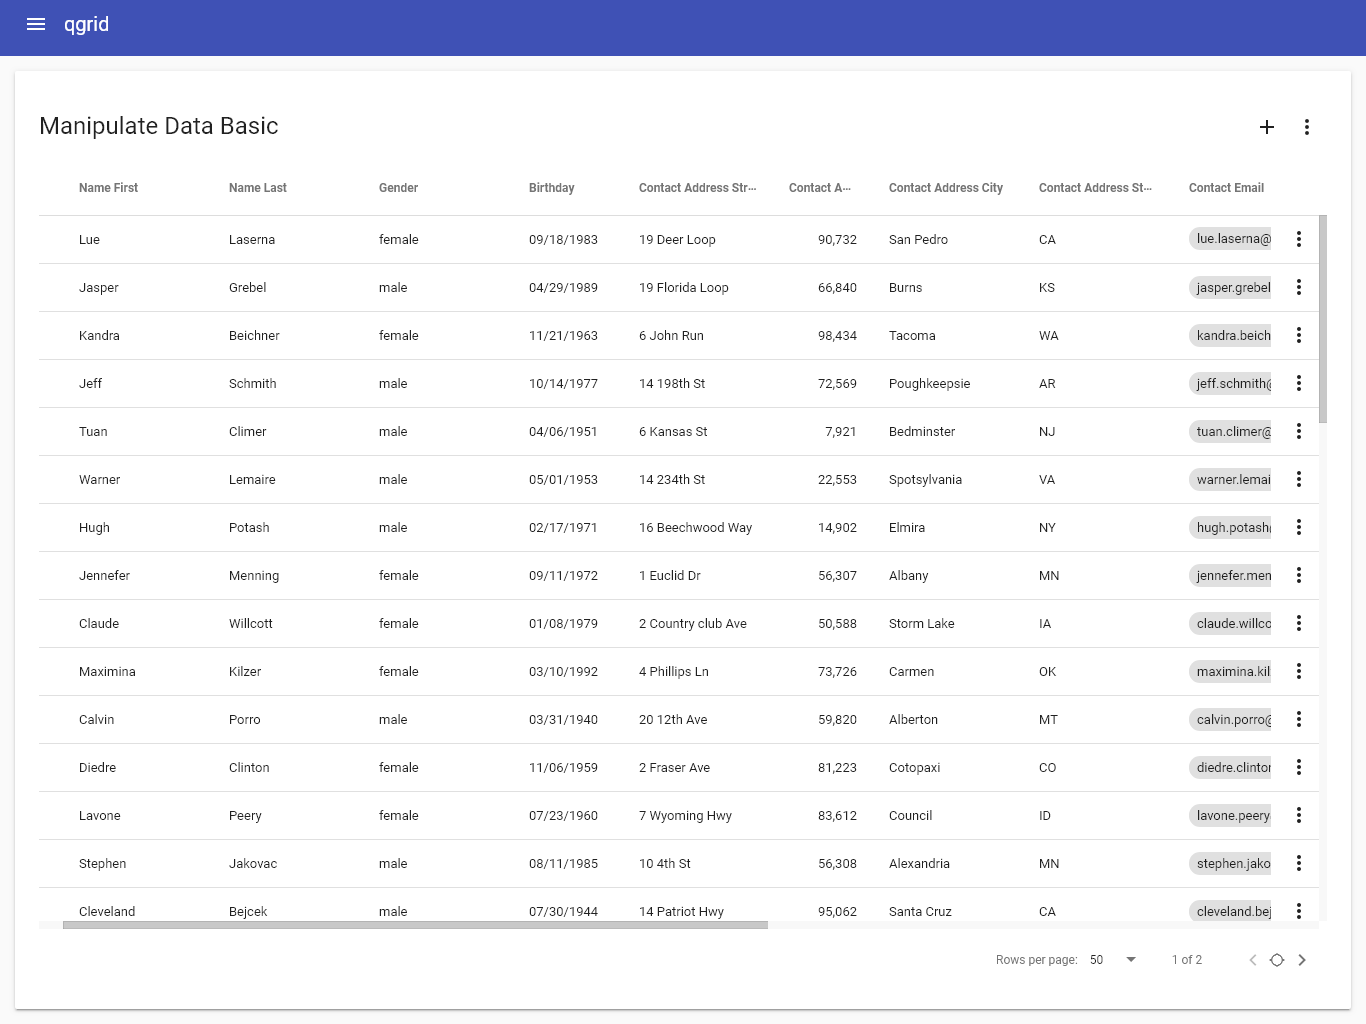 qgrid
Manipulate Data Basic
Name First Name Last Gender Birthday Contact Address Str... Contact A... Contact Address City Contact Address St... Contact Email
Lue Laserna female 09/18/1983 19 Deer Loop 90,732 San Pedro CA lue.laserna@
Jasper Grebel male 04/29/1989 19 Florida Loop 66,840 Burns KS jasper.grebel
Kandra Beichner female 11/21/1963 6 John Run 98,434 Tacoma WA kandra.beich
Jeff Schmith male 10/14/1977 14 198th St 72,569 Poughkeepsie AR jeff.schmith@
Tuan Climer male 04/06/1951 6 Kansas St 7,921 Bedminster NJ tuan.climer@
Warner Lemaire male 05/01/1953 14 234th St 22,553 Spotsylvania VA warner.lemai
Hugh Potash male 02/17/1971 16 Beechwood Way 14,902 Elmira NY hugh.potash@
Jennefer Menning female 09/11/1972 1 Euclid Dr 56,307 Albany MN jennefer.men
Claude Willcott female 01/08/1979 2 Country club Ave 50,588 Storm Lake IA claude.willco
Maximina Kilzer female 03/10/1992 4 Phillips Ln 73,726 Carmen OK maximina.kil
Calvin Porro male 03/31/1940 20 12th Ave 59,820 Alberton MT calvin.porro@
Diedre Clinton female 11/06/1959 2 Fraser Ave 81,223 Cotopaxi CO diedre.clinton
Lavone Peery female 07/23/1960 7 Wyoming Hwy 83,612 Council ID lavone.peery
Stephen Jakovac male 08/11/1985 10 4th St 56,308 Alexandria MN stephen.jako
Cleveland Bejcek male 07/30/1944 14 Patriot Hwy 95,062 Santa Cruz CA cleveland.bej
Rows per page: 50 1 of 2